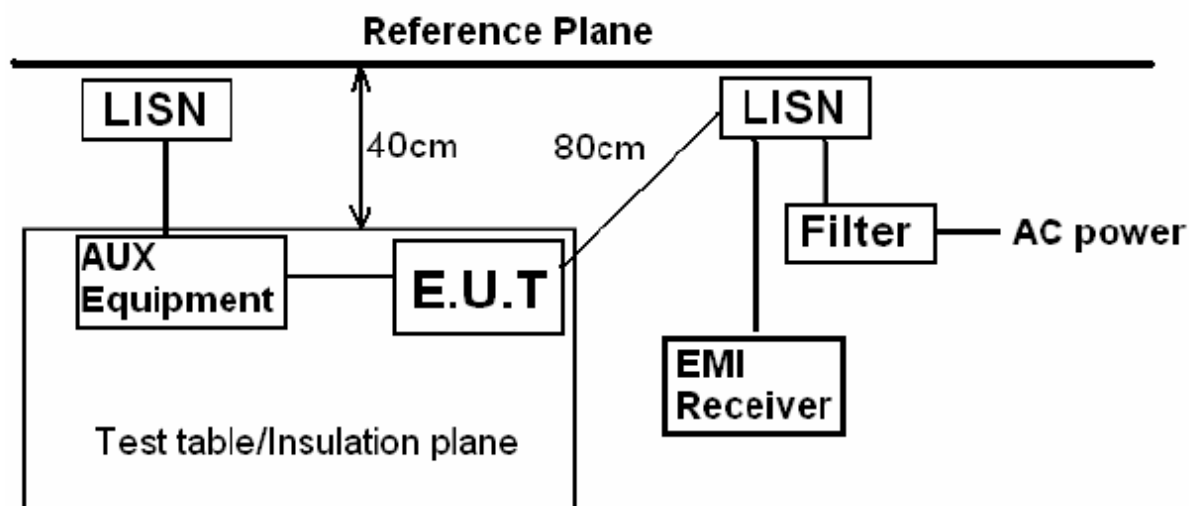 Reference Plane
LISN
40cm
80cm
LISN
Filter
AC power
AUX
Equipment
E.U.T
EMI
Receiver
Test table/Insulation plane